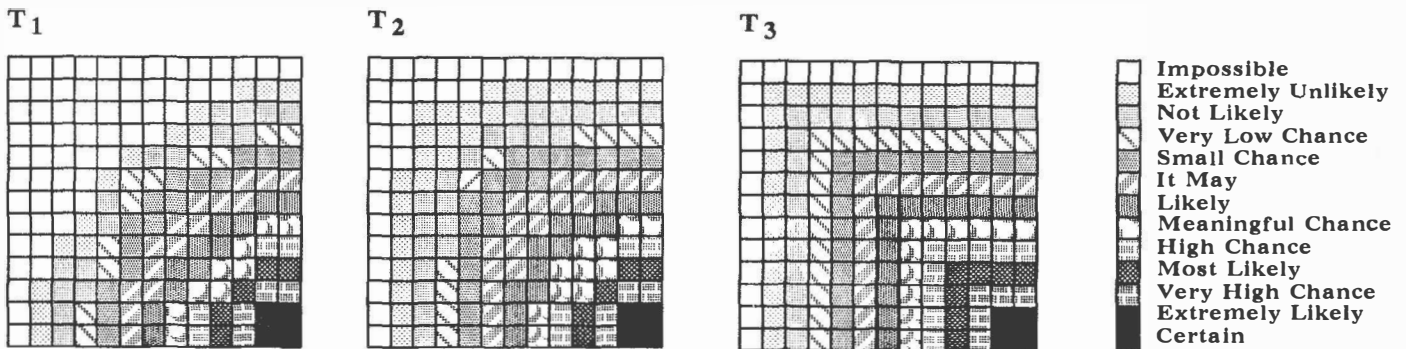 T1
T2
T3
Impossible
Extremely Unlikely
Not Likely
Very Low Chance
Small Chance
It May
Likely
Meaningful Chance
High Chance
Most Likely
Very High Chance
Extremely Likely
Certain